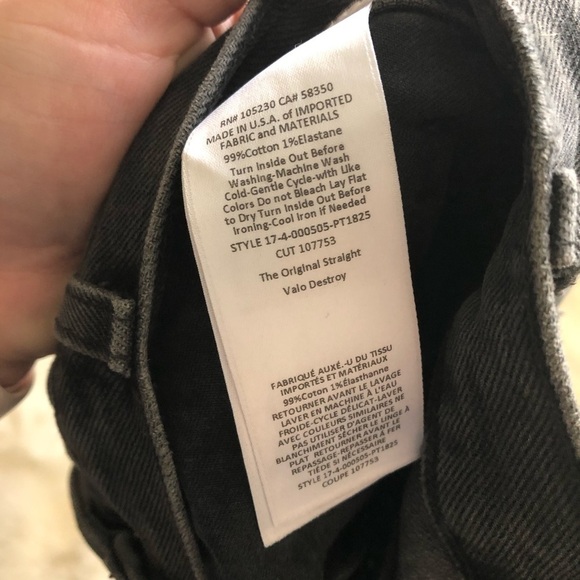 RN# 105230 CA# 58350
MADE IN U.S.A. of IMPORTED
FABRIC and MATERIALS
99%Cotton 1%Elastane
Turn Inside Out Before
Washing-Machine Wash
Cold-Gentle Cycle-with Like
Colors Do not Bleach Lay Flat
to Dry Turn Inside Out Before
Ironing-Cool Iron if Needed
STYLE 17-4-000505-PT1825
CUT 107753
The Original Straight
Valo Destroy
FABRIQUÉ AUXÉ.-U DU TISSU
IMPORTÉS ET MATÉRIAUX
99%Coton 1%Élasthanne
RETOURNER AVANT LE LAVAGE
LAVER EN MACHINE À L'EAU
FROIDE-CYCLE DÉLICAT-LAVER
AVEC COULEURS SIMILAIRES NE
PAS UTILISER D'AGENT DE
BLANCHIMENT SÉCHER LE LINGE À
PLAT RETOURNER AVANT LE
REPASSAGE-REPASSER À FER
TIÉDE SI NÉCESSAIRE
STYLE 17-4-000505-PT1825
COUPE 107753